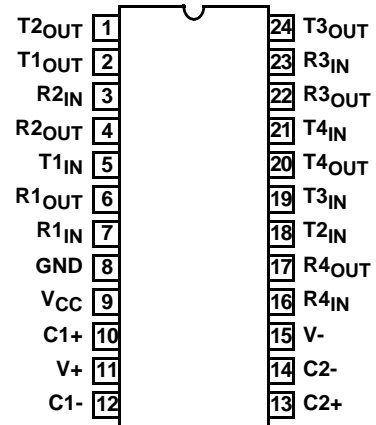 T2OUT 1 24 T3OUT
T1OUT 2 23 R3IN
R2IN 3 22 R3OUT
R2OUT 4 21 T4IN
T1IN 5 20 T4OUT
R1OUT 6 19 T3IN
R1IN 7 18 T2IN
GND 8 17 R4OUT
VCC 9 16 R4IN
C1+ 10 15 V-
V+ 11 14 C2-
C1- 12 13 C2+